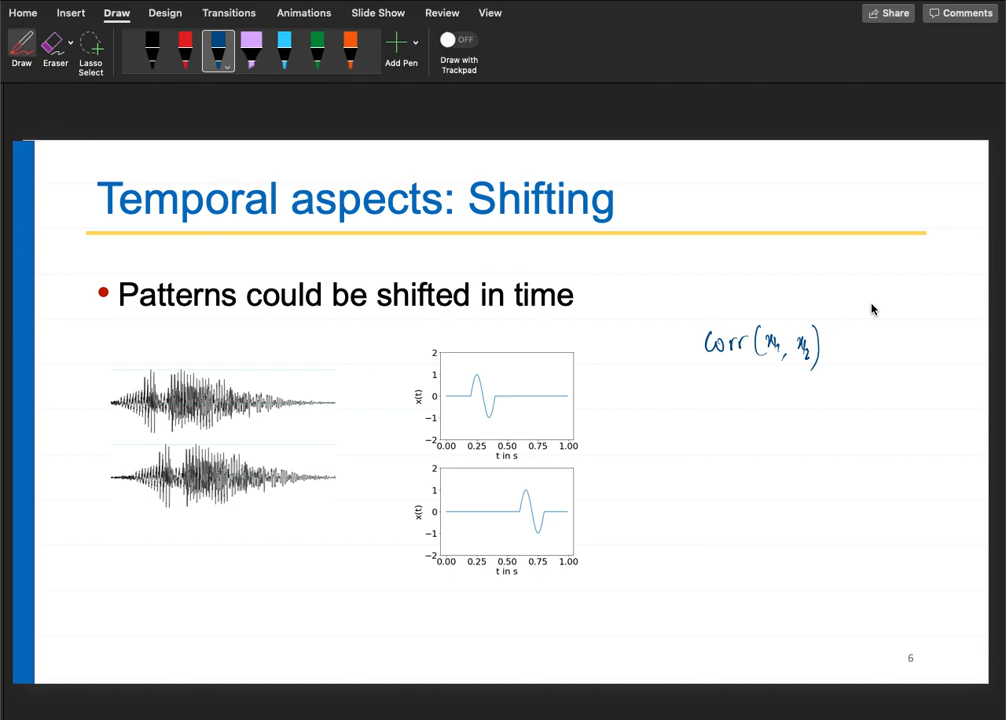 Home Insert Draw Design Transitions Animations Slide Show Review View Share Comments
Draw Eraser Lasso Select Add Pen OFF Draw with Trackpad
Temporal aspects: Shifting
• Patterns could be shifted in time
corr(x1, x2)
2
1
0
−1
−2
x(t)
0.00 0.25 0.50 0.75 1.00
t in s
2
1
0
−1
−2
x(t)
0.00 0.25 0.50 0.75 1.00
t in s
6